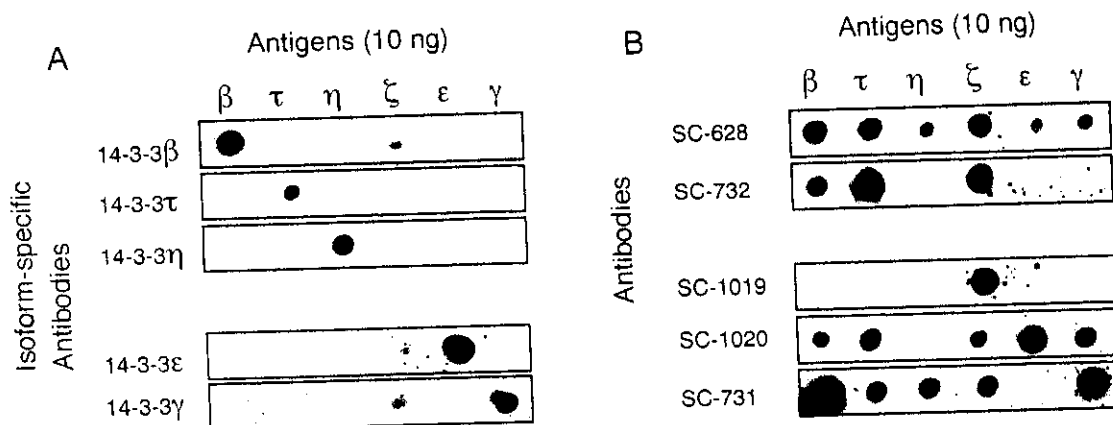 A
Antigens (10 ng)
β τ η ζ ε γ
Isoform-specific
Antibodies
14-3-3β
14-3-3τ
14-3-3η
14-3-3ε
14-3-3γ
B
Antigens (10 ng)
β τ η ζ ε γ
Antibodies
SC-628
SC-732
SC-1019
SC-1020
SC-731